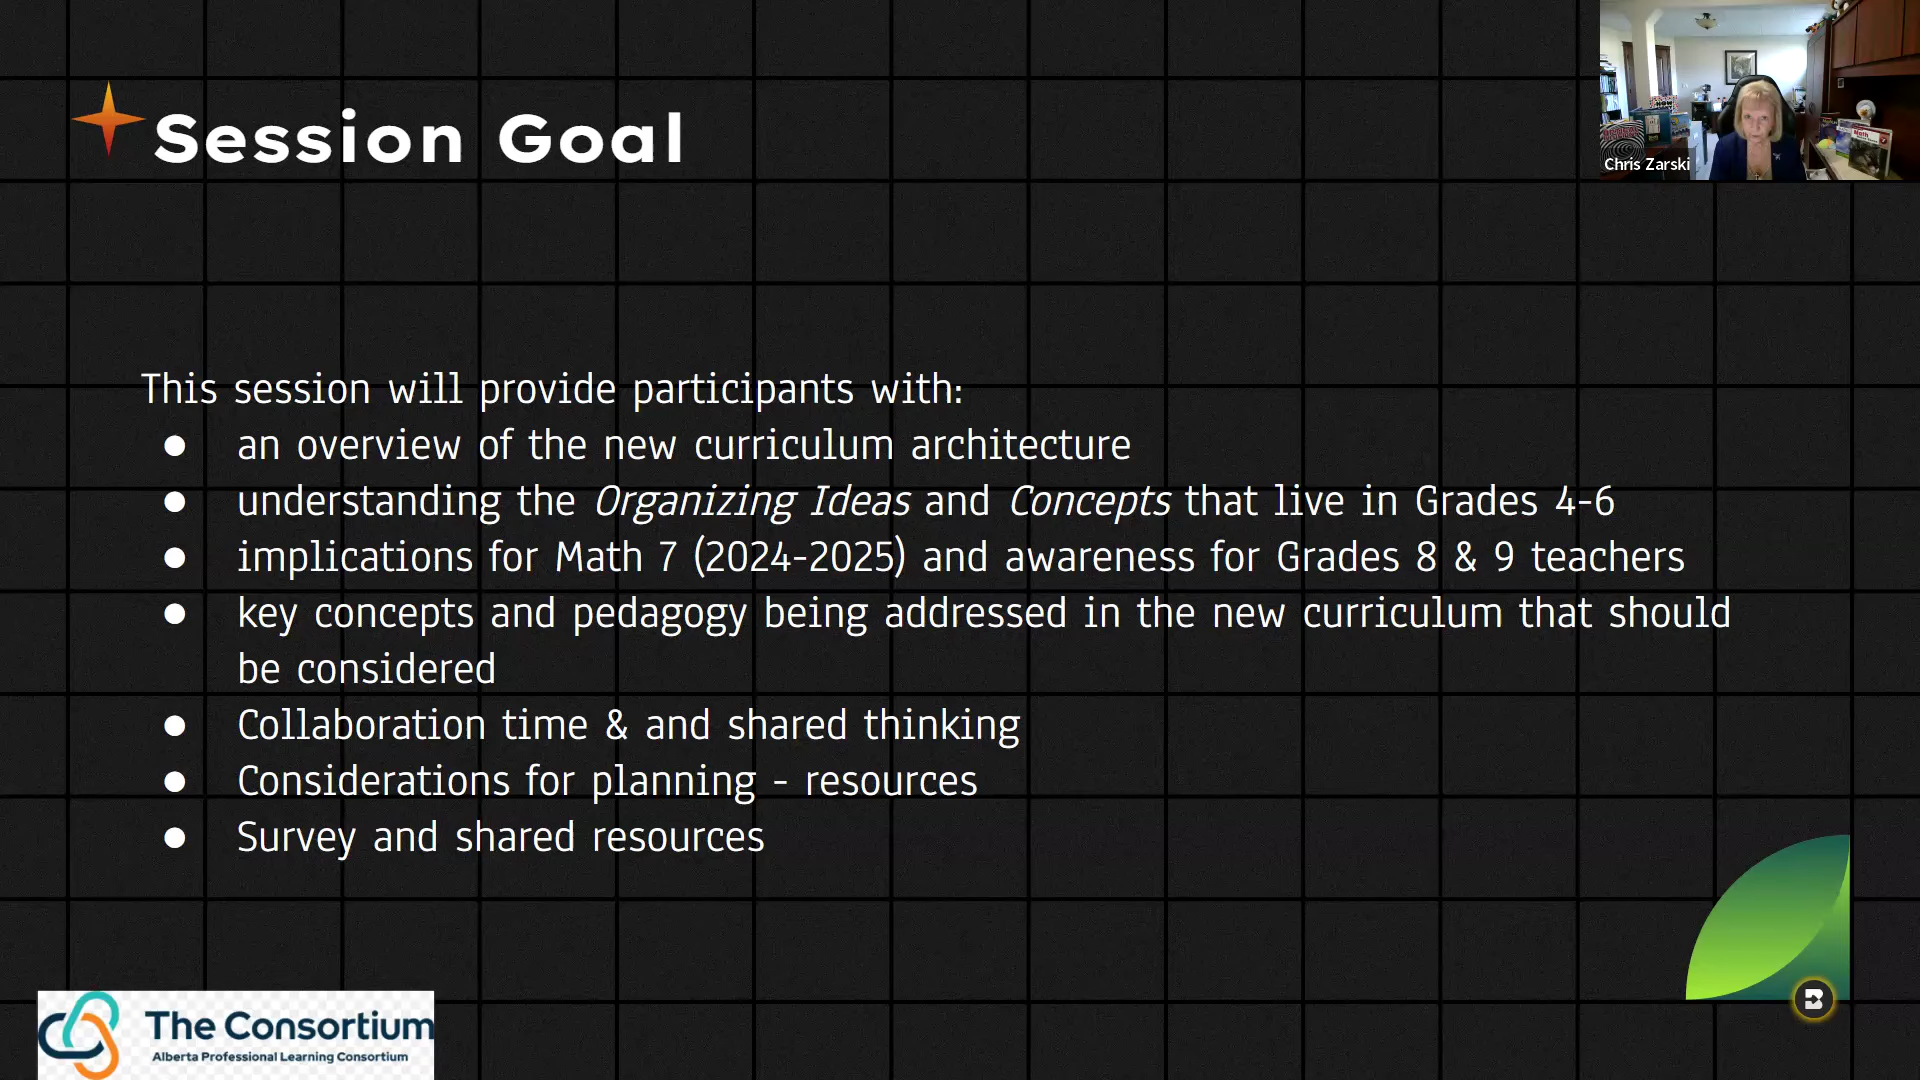 Session Goal
Chris Zarski
This session will provide participants with:
● an overview of the new curriculum architecture
● understanding the Organizing Ideas and Concepts that live in Grades 4-6
● implications for Math 7 (2024-2025) and awareness for Grades 8 & 9 teachers
● key concepts and pedagogy being addressed in the new curriculum that should
be considered
● Collaboration time & and shared thinking
● Considerations for planning - resources
● Survey and shared resources
The Consortium
Alberta Professional Learning Consortium